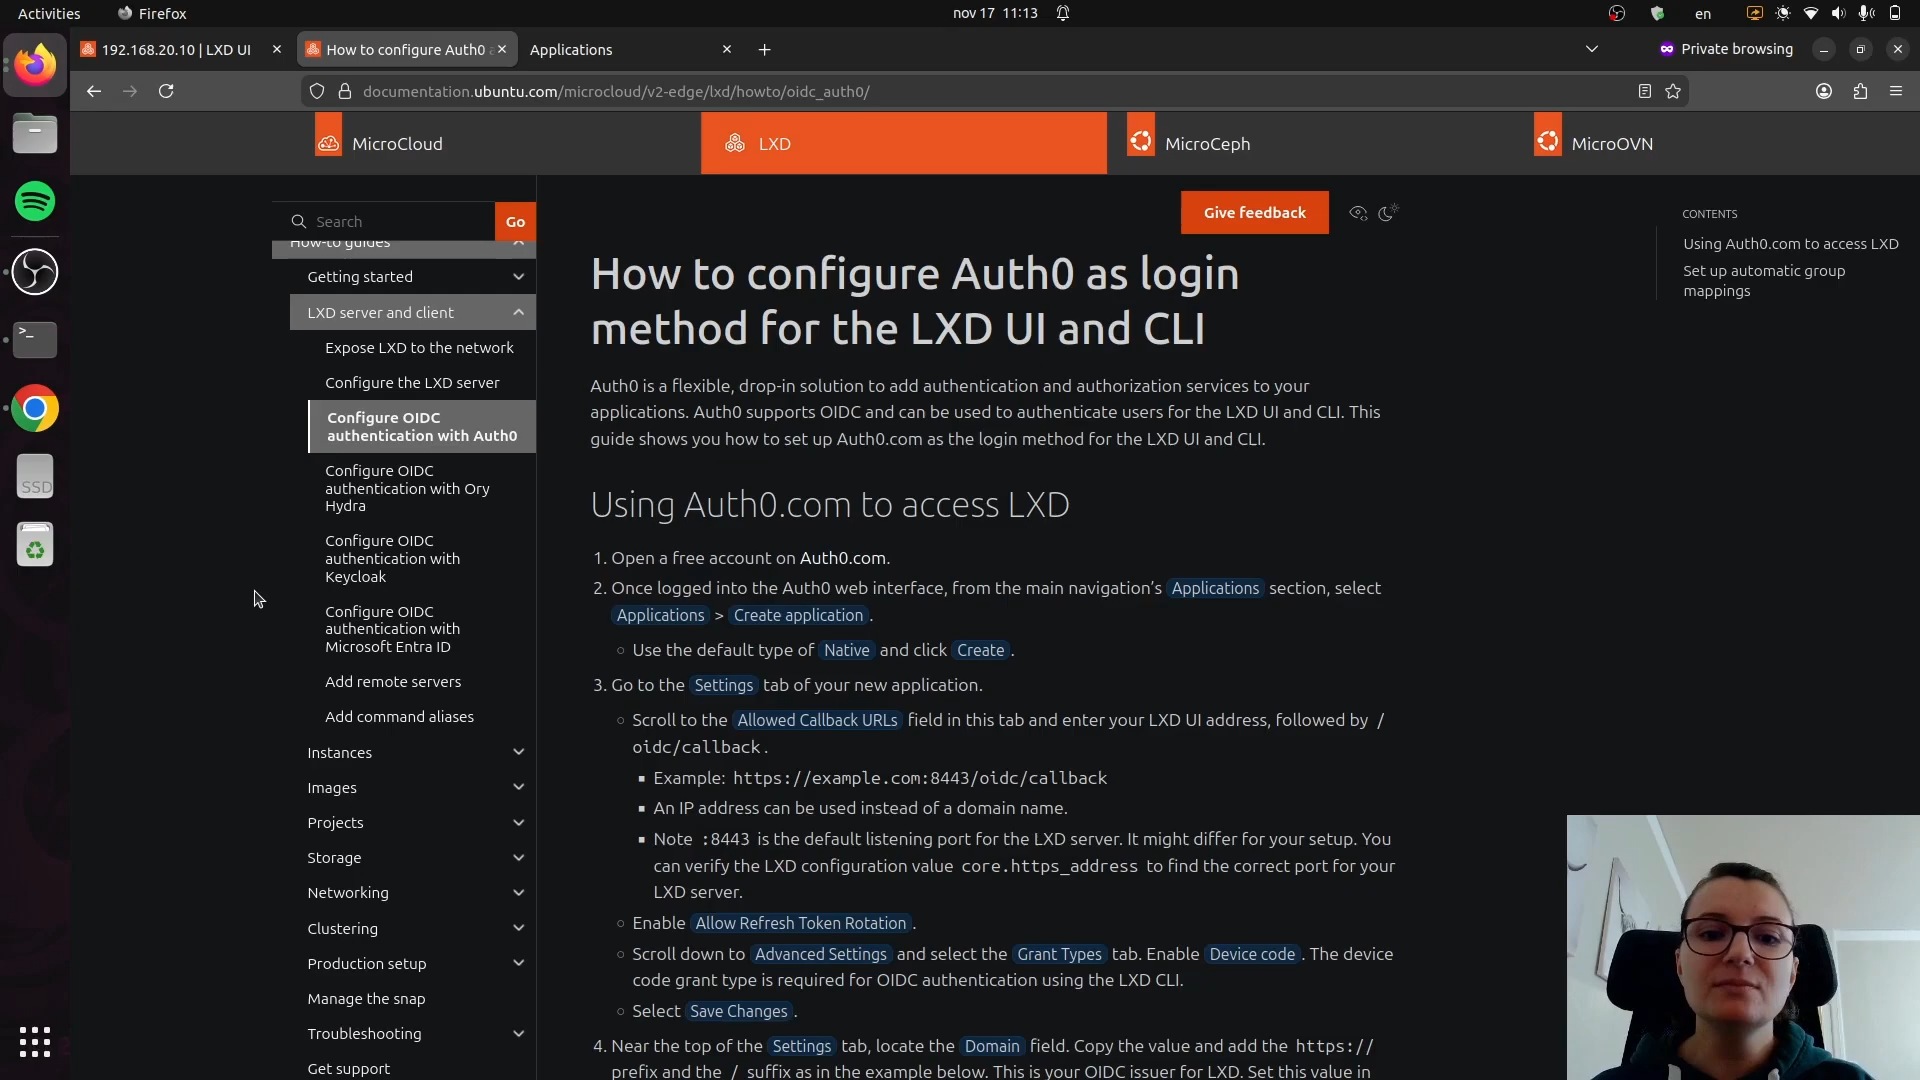 Activities
Firefox
nov 17 11:13
en
192.168.20.10 | LXD UI
How to configure Auth0
Applications
Private browsing
documentation.ubuntu.com/microcloud/v2-edge/lxd/howto/oidc_auth0/
MicroCloud
LXD
MicroCeph
MicroOVN
Search
Go
How-to guides
Getting started
LXD server and client
Expose LXD to the network
Configure the LXD server
Configure OIDC
authentication with Auth0
Configure OIDC
authentication with Ory
Hydra
Configure OIDC
authentication with
Keycloak
Configure OIDC
authentication with
Microsoft Entra ID
Add remote servers
Add command aliases
Instances
Images
Projects
Storage
Networking
Clustering
Production setup
Manage the snap
Troubleshooting
Get support
SSD
Give feedback
How to configure Auth0 as login
method for the LXD UI and CLI
Auth0 is a flexible, drop-in solution to add authentication and authorization services to your
applications. Auth0 supports OIDC and can be used to authenticate users for the LXD UI and CLI. This
guide shows you how to set up Auth0.com as the login method for the LXD UI and CLI.
Using Auth0.com to access LXD
1. Open a free account on Auth0.com.
2. Once logged into the Auth0 web interface, from the main navigation’s Applications section, select
Applications > Create application.
Use the default type of Native and click Create.
3. Go to the Settings tab of your new application.
Scroll to the Allowed Callback URLs field in this tab and enter your LXD UI address, followed by /
oidc/callback.
Example: https://example.com:8443/oidc/callback
An IP address can be used instead of a domain name.
Note :8443 is the default listening port for the LXD server. It might differ for your setup. You
can verify the LXD configuration value core.https_address to find the correct port for your
LXD server.
Enable Allow Refresh Token Rotation.
Scroll down to Advanced Settings and select the Grant Types tab. Enable Device code. The device
code grant type is required for OIDC authentication using the LXD CLI.
Select Save Changes.
4. Near the top of the Settings tab, locate the Domain field. Copy the value and add the https://
prefix and the / suffix as in the example below. This is your OIDC issuer for LXD. Set this value in
CONTENTS
Using Auth0.com to access LXD
Set up automatic group
mappings